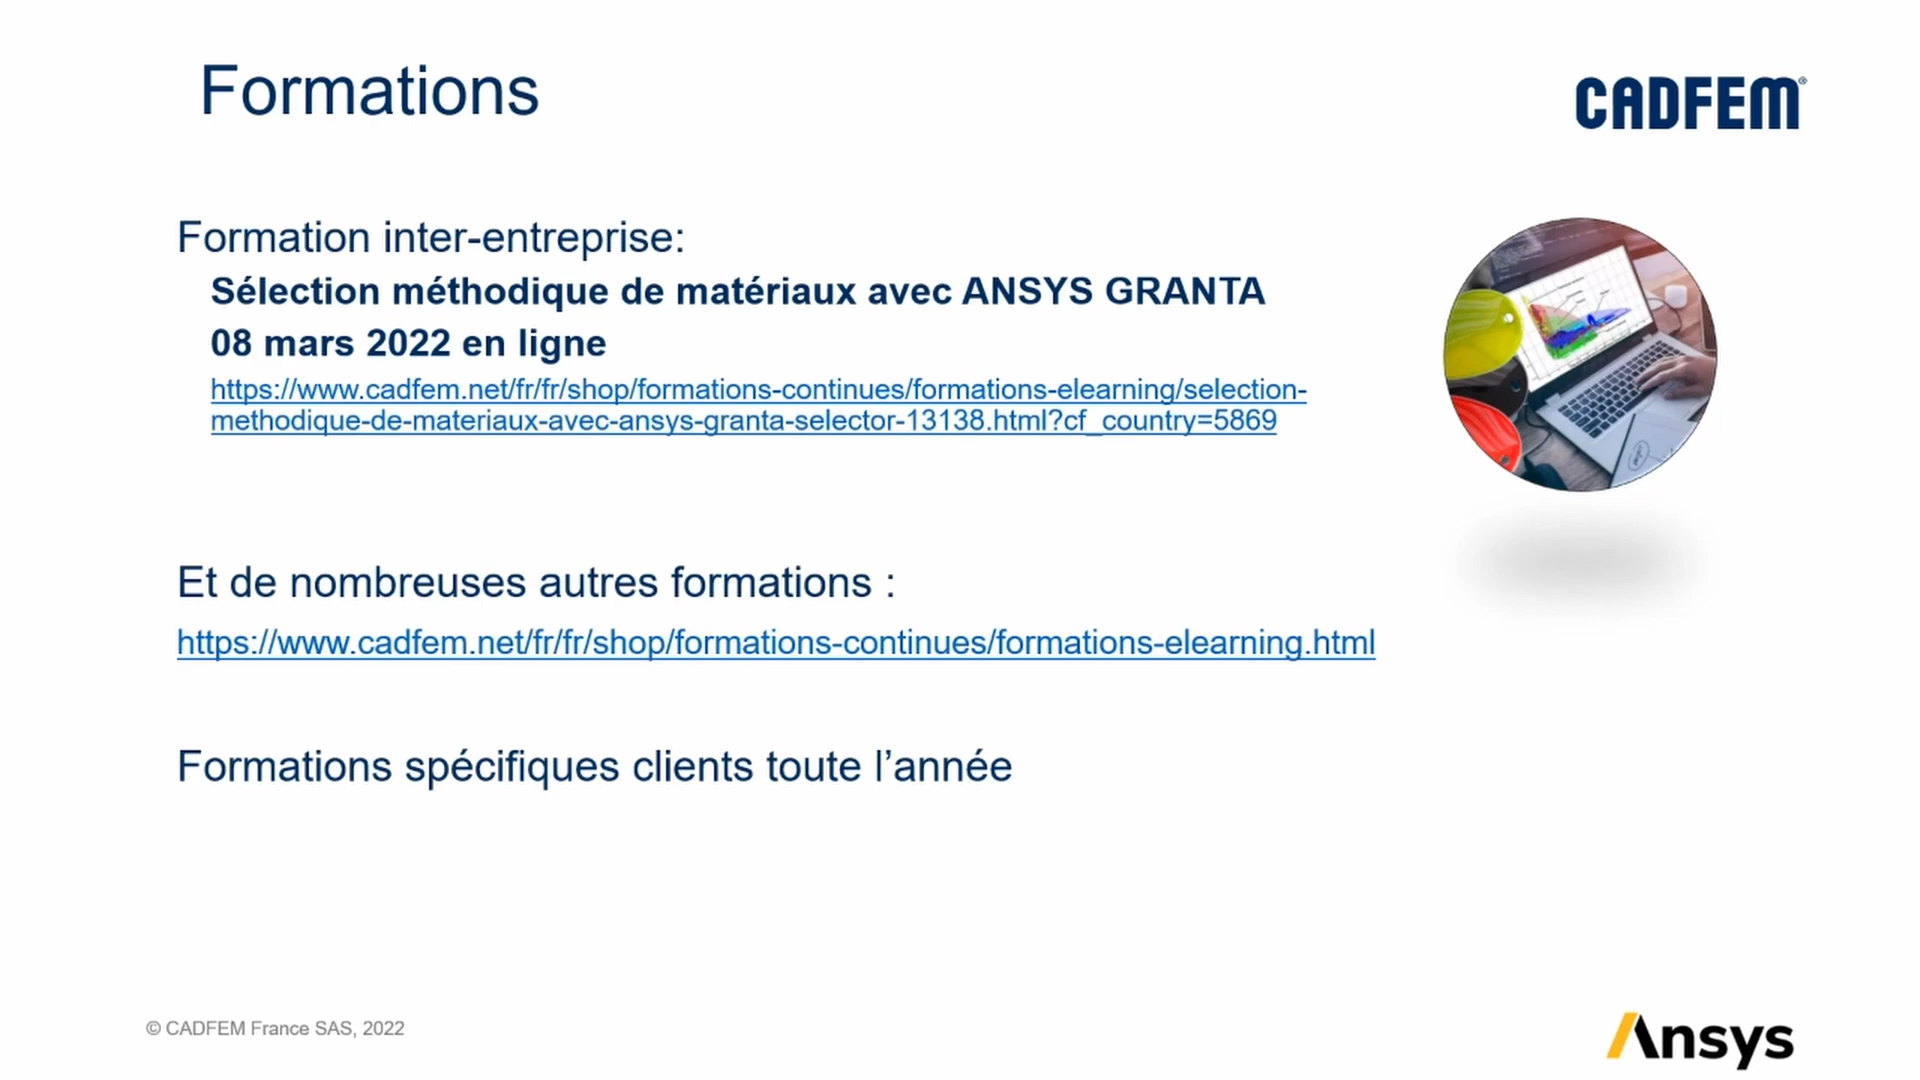 Formations
CADFEM®
Formation inter-entreprise:
Sélection méthodique de matériaux avec ANSYS GRANTA
08 mars 2022 en ligne
https://www.cadfem.net/fr/fr/shop/formations-continues/formations-elearning/selection-
methodique-de-materiaux-avec-ansys-granta-selector-13138.html?cf_country=5869
Et de nombreuses autres formations :
https://www.cadfem.net/fr/fr/shop/formations-continues/formations-elearning.html
Formations spécifiques clients toute l’année
© CADFEM France SAS, 2022
Ansys